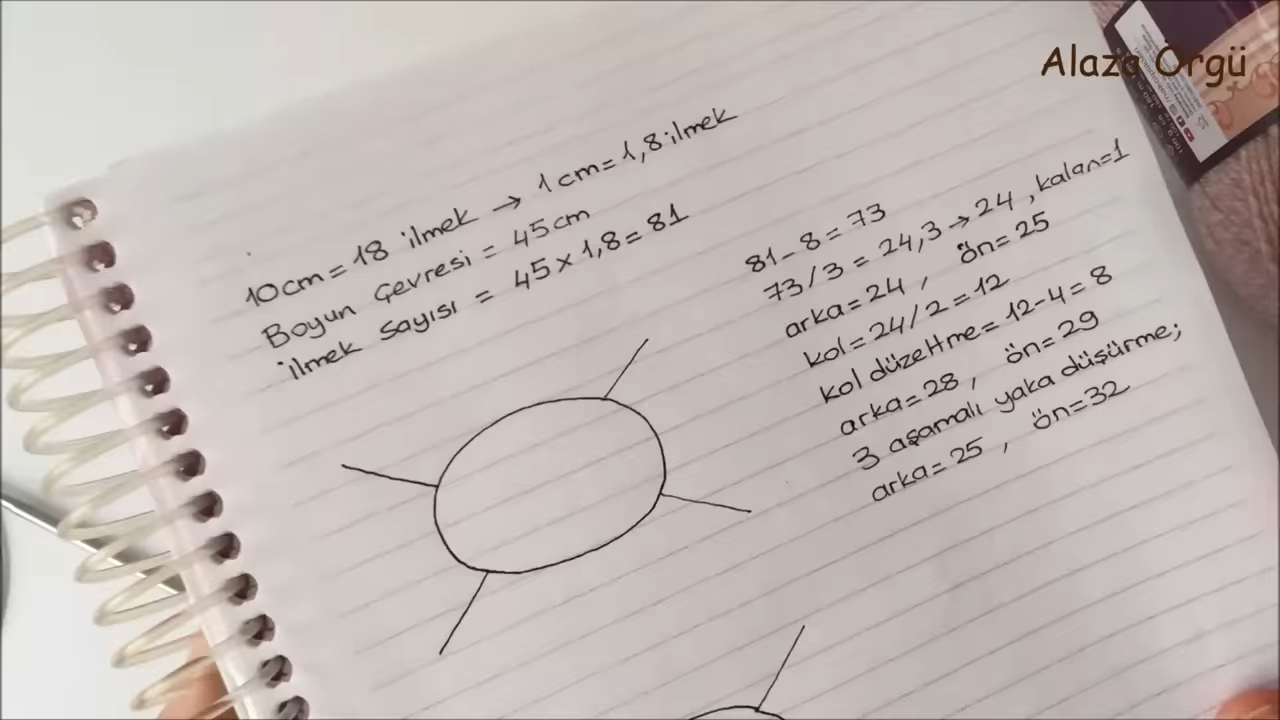 Alaza Örgü
10cm = 18 ilmek → 1cm = 1,8 ilmek
Boyun çevresi = 45cm
ilmek sayısı = 45 x 1,8 = 81
81 - 8 = 73
73/3 = 24,3 → 24, kalan = 1
arka = 24, ön = 25
kol = 24/2 = 12
kol düzeltme = 12-4 = 8
arka = 28, ön = 29
3 aşamalı yaka düşürme;
arka = 25, ön = 32